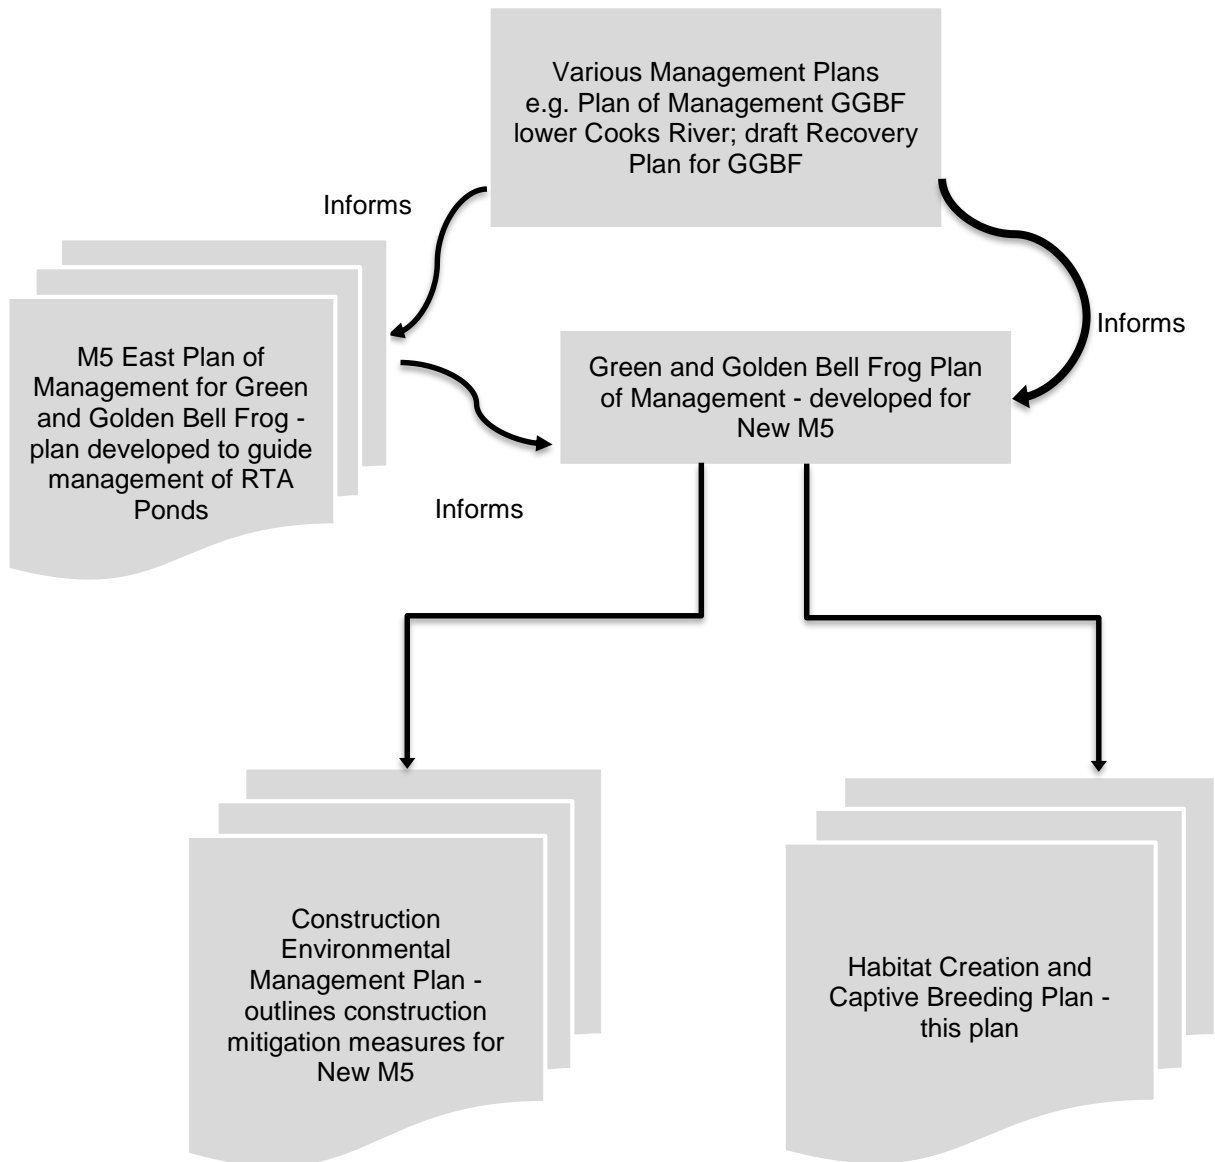 Various Management Plans
e.g. Plan of Management GGBF
lower Cooks River; draft Recovery
Plan for GGBF
Informs
Informs
M5 East Plan of
Management for Green
and Golden Bell Frog -
plan developed to guide
management of RTA
Ponds
Green and Golden Bell Frog Plan
of Management - developed for
New M5
Informs
Construction
Environmental
Management Plan -
outlines construction
mitigation measures for
New M5
Habitat Creation and
Captive Breeding Plan -
this plan